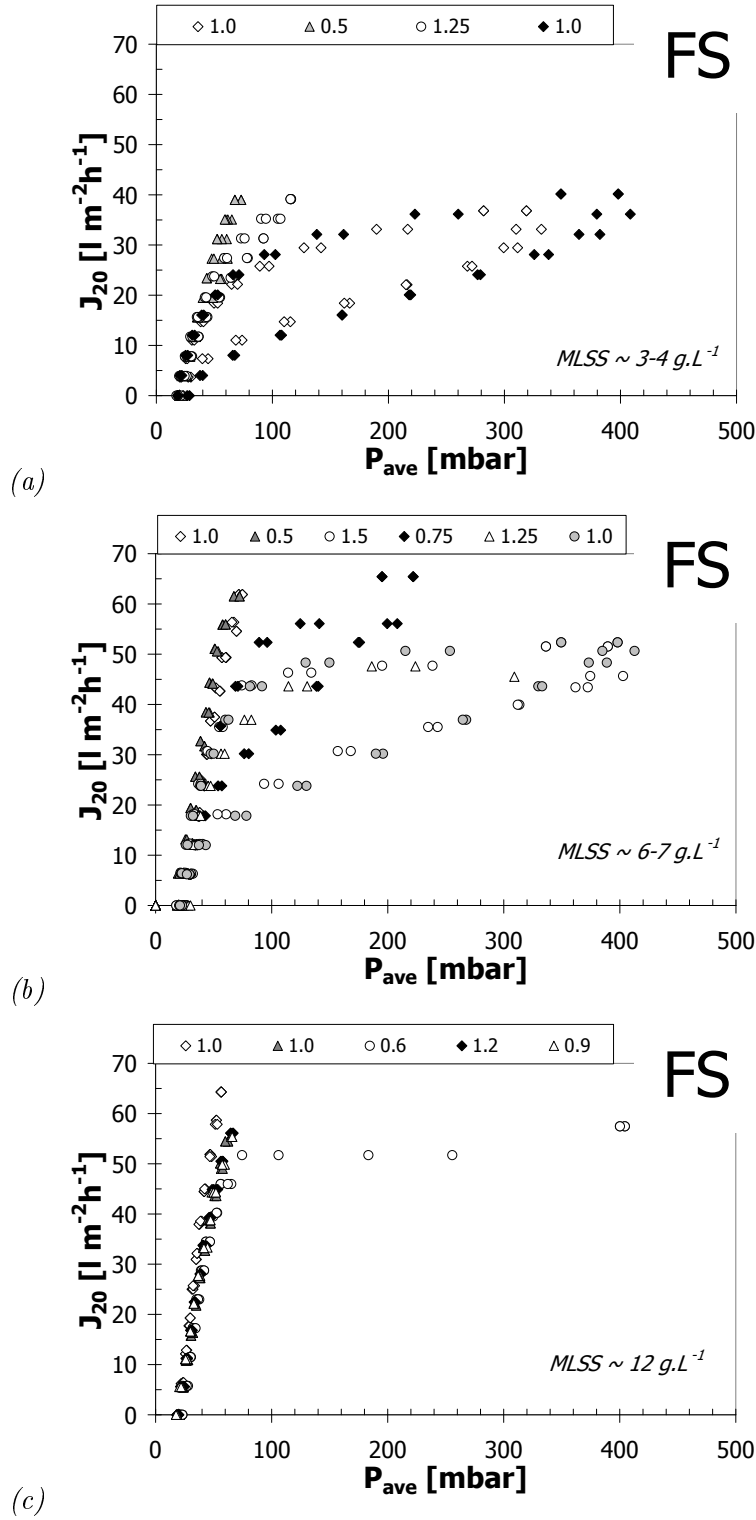 ◇ 1.0 ▲ 0.5 ○ 1.25 ◆ 1.0
FS
70
60
50
40
30
20
10
0
J20 [l m-2h-1]
MLSS ~ 3-4 g.L-1
0 100 200 300 400 500
Pave [mbar]
(a)
◇ 1.0 ▲ 0.5 ○ 1.5 ◆ 0.75 △ 1.25 ● 1.0
FS
70
60
50
40
30
20
10
0
J20 [l m-2h-1]
MLSS ~ 6-7 g.L-1
0 100 200 300 400 500
Pave [mbar]
(b)
◇ 1.0 ▲ 1.0 ○ 0.6 ◆ 1.2 △ 0.9
FS
70
60
50
40
30
20
10
0
J20 [l m-2h-1]
MLSS ~ 12 g.L-1
0 100 200 300 400 500
Pave [mbar]
(c)